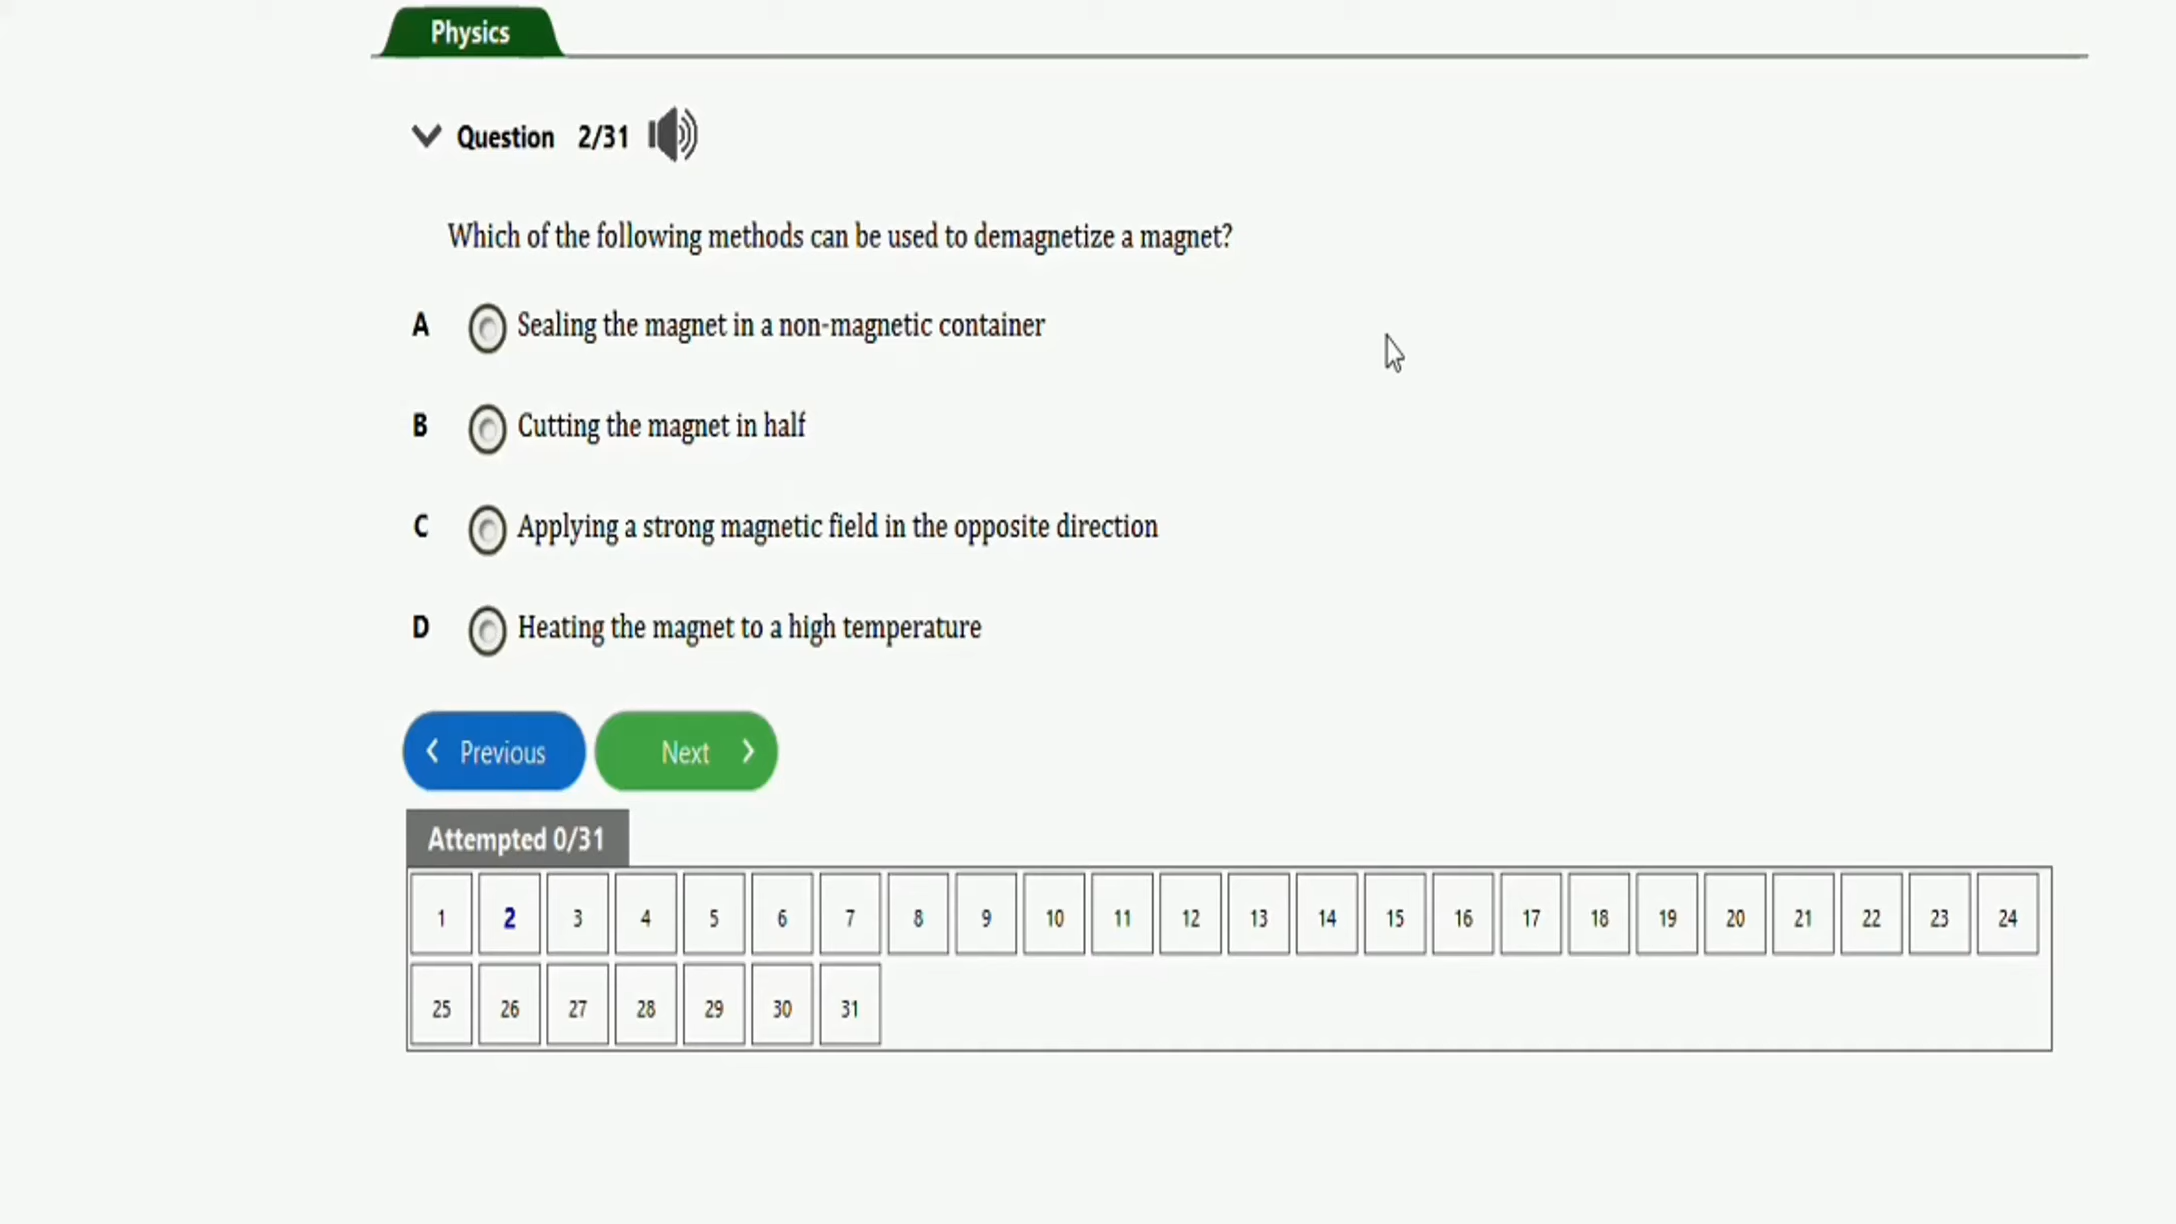 Physics
Question 2/31
Which of the following methods can be used to demagnetize a magnet?
A Sealing the magnet in a non-magnetic container
B Cutting the magnet in half
C Applying a strong magnetic field in the opposite direction
D Heating the magnet to a high temperature
Previous Next
Attempted 0/31
1 2 3 4 5 6 7 8 9 10 11 12 13 14 15 16 17 18 19 20 21 22 23 24
25 26 27 28 29 30 31